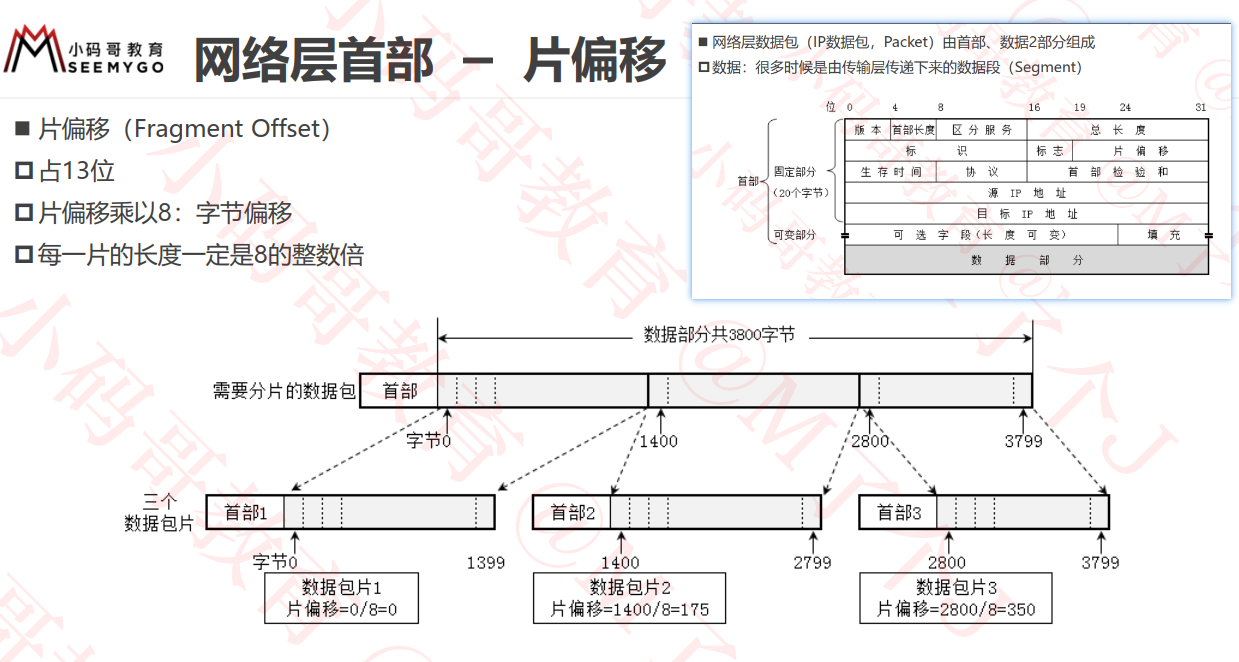 小码哥教育
SEEMYGO
网络层首部 – 片偏移
■ 片偏移（Fragment Offset）
占13位
片偏移乘以8：字节偏移
每一片的长度一定是8的整数倍
■ 网络层数据包（IP数据包，Packet）由首部、数据2部分组成
数据：很多时候是由传输层传递下来的数据段（Segment）
位 0 4 8 16 19 24 31
版本 首部长度 区分服务 总长度
标识 标志 片偏移
生存时间 协议 首部检验和
源 IP 地址
目标 IP 地址
可选字段（长度可变） 填充
数据部分
首部
固定部分
（20个字节）
可变部分
数据部分共3800字节
需要分片的数据包 首部
字节0 1400 2800 3799
三个
数据包片
首部1 首部2 首部3
字节0 1399 1400 2799 2800 3799
数据包片1
片偏移=0/8=0
数据包片2
片偏移=1400/8=175
数据包片3
片偏移=2800/8=350
小码哥教育 @M了个J